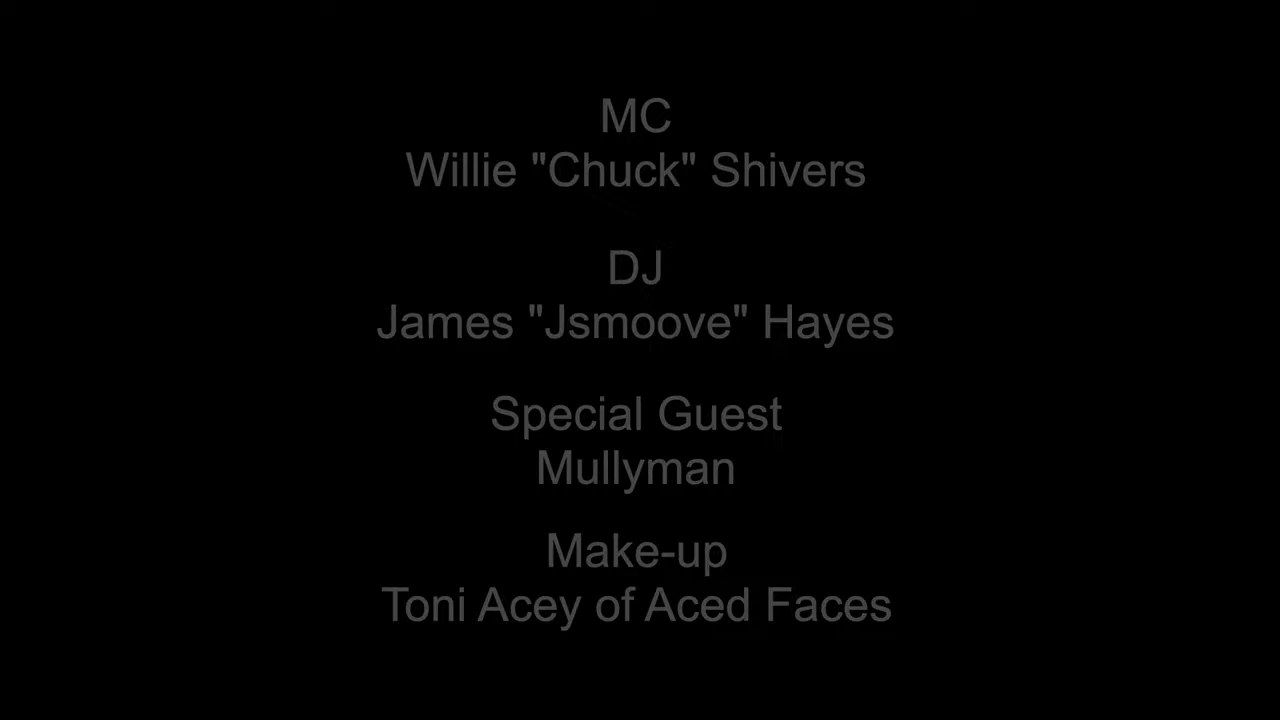 MC
Willie "Chuck" Shivers
DJ
James "Jsmoove" Hayes
Special Guest
Mullyman
Make-up
Toni Acey of Aced Faces